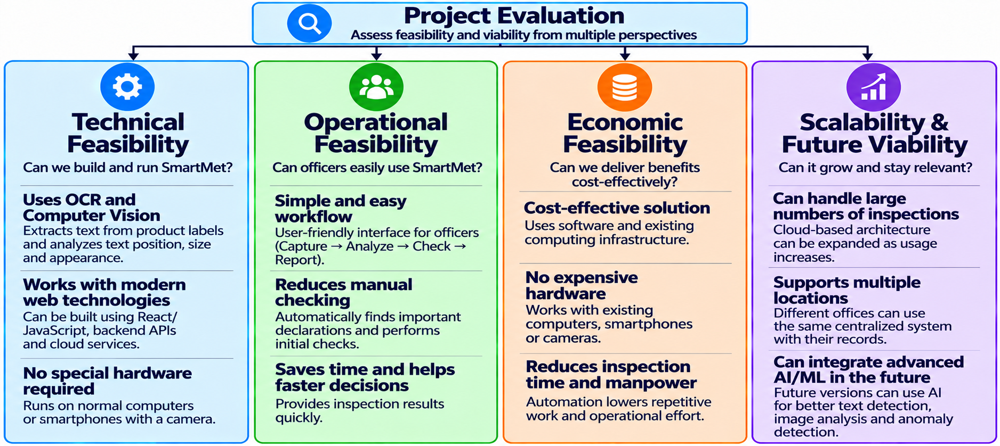 Project Evaluation
Assess feasibility and viability from multiple perspectives
Technical
Feasibility
Can we build and run SmartMet?
Uses OCR and
Computer Vision
Extracts text from product labels
and analyzes text position, size
and appearance.
Works with modern
web technologies
Can be built using React/
JavaScript, backend APIs
and cloud services.
No special hardware
required
Runs on normal computers
or smartphones with a camera.
Operational
Feasibility
Can officers easily use SmartMet?
Simple and easy
workflow
User-friendly interface for officers
(Capture → Analyze → Check →
Report).
Reduces manual
checking
Automatically finds important
declarations and performs
initial checks.
Saves time and helps
faster decisions
Provides inspection results
quickly.
Economic
Feasibility
Can we deliver benefits
cost-effectively?
Cost-effective solution
Uses software and existing
computing infrastructure.
No expensive
hardware
Works with existing
computers, smartphones
or cameras.
Reduces inspection
time and manpower
Automation lowers repetitive
work and operational effort.
Scalability &
Future Viability
Can it grow and stay relevant?
Can handle large
numbers of inspections
Cloud-based architecture
can be expanded as usage
increases.
Supports multiple
locations
Different offices can use
the same centralized system
with their records.
Can integrate advanced
AI/ML in the future
Future versions can use AI
for better text detection,
image analysis and anomaly
detection.